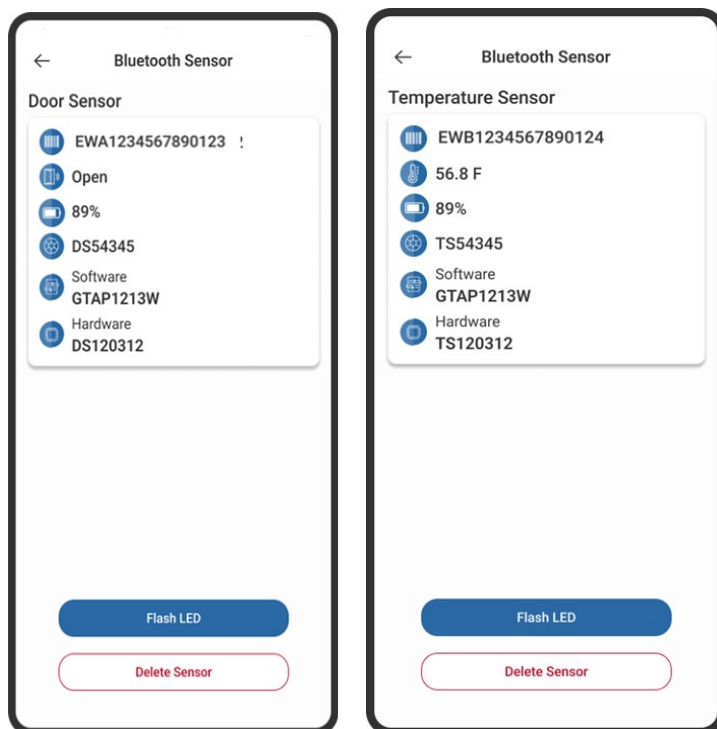 Bluetooth Sensor
Door Sensor
EWA1234567890123
Open
89%
DS54345
Software
GTAP1213W
Hardware
DS120312
Flash LED
Delete Sensor
Bluetooth Sensor
Temperature Sensor
EWB1234567890124
56.8 F
89%
TS54345
Software
GTAP1213W
Hardware
TS120312
Flash LED
Delete Sensor